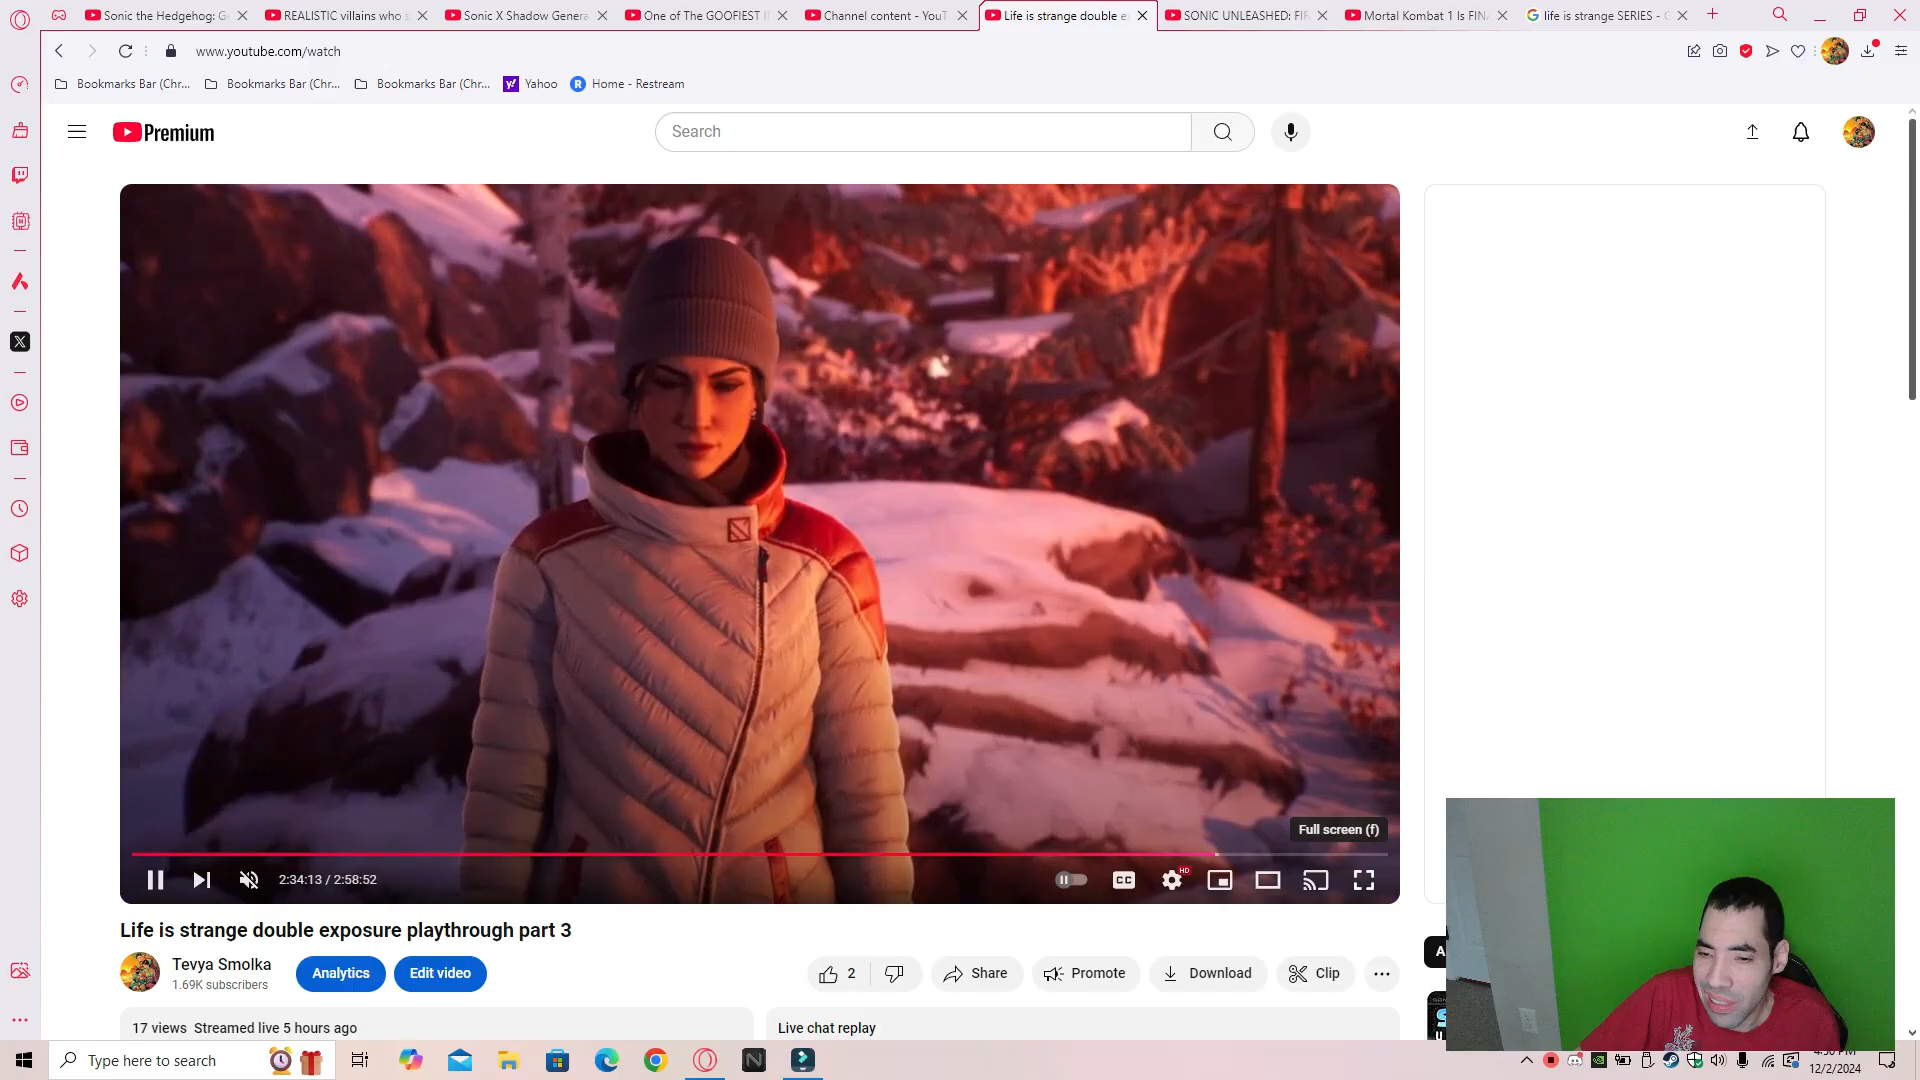 Sonic the Hedgehog: G
REALISTIC villains who s
Sonic X Shadow Genera
One of The GOOFIEST
Channel content - YouT
Life is strange double e
SONIC UNLEASHED: FIR
Mortal Kombat 1 Is FIN
life is strange SERIES -
www.youtube.com/watch
Bookmarks Bar (Chr...
Bookmarks Bar (Chr...
Bookmarks Bar (Chr...
Yahoo
Home - Restream
Premium
Search
Full screen (f)
2:34:13 / 2:58:52
CC
HD
Life is strange double exposure playthrough part 3
Tevya Smolka
1.69K subscribers
Analytics
Edit video
2
Share
Promote
Download
Clip
17 views Streamed live 5 hours ago
Live chat replay
Type here to search
12/2/2024